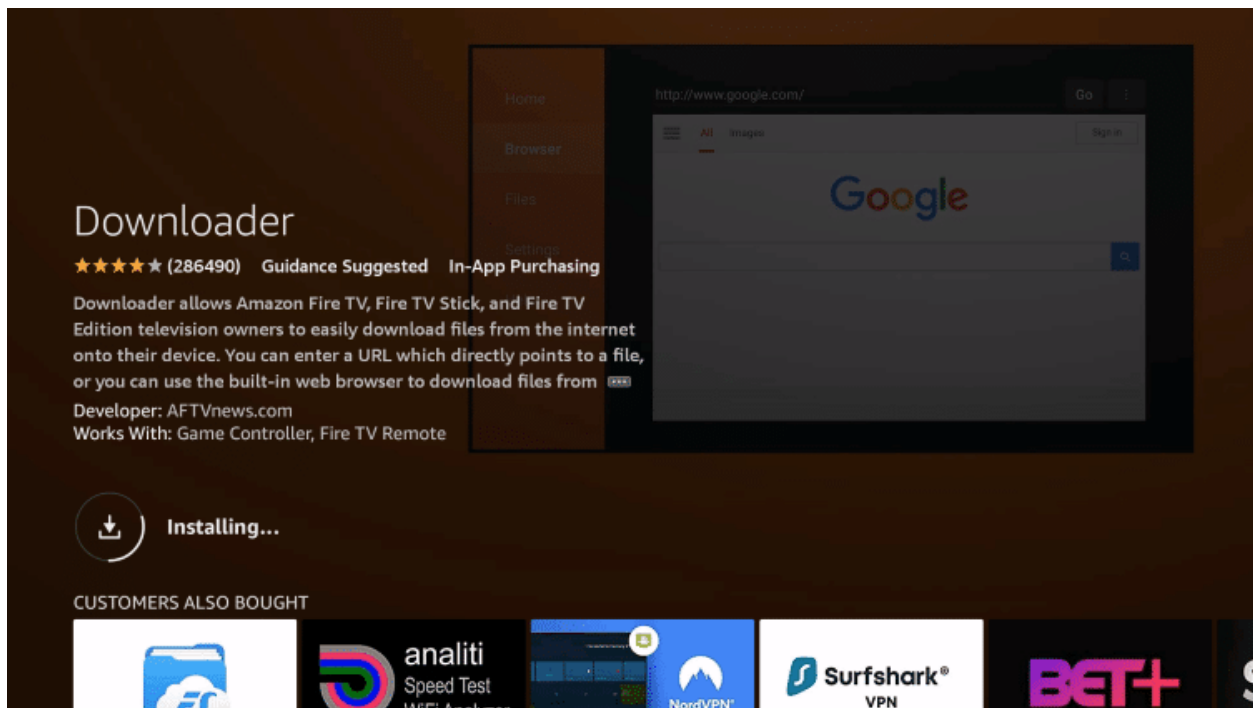 Home
http://www.google.com/
Go
All Images
Sign in
Browser
Google
Files
Settings
Downloader
(286490) Guidance Suggested In-App Purchasing
Downloader allows Amazon Fire TV, Fire TV Stick, and Fire TV
Edition television owners to easily download files from the internet
onto their device. You can enter a URL which directly points to a file,
or you can use the built-in web browser to download files from
Developer: AFTVnews.com
Works With: Game Controller, Fire TV Remote
Installing...
CUSTOMERS ALSO BOUGHT
analiti
Speed Test
WiFi Analyzer
NordVPN®
Surfshark®
VPN
BET+